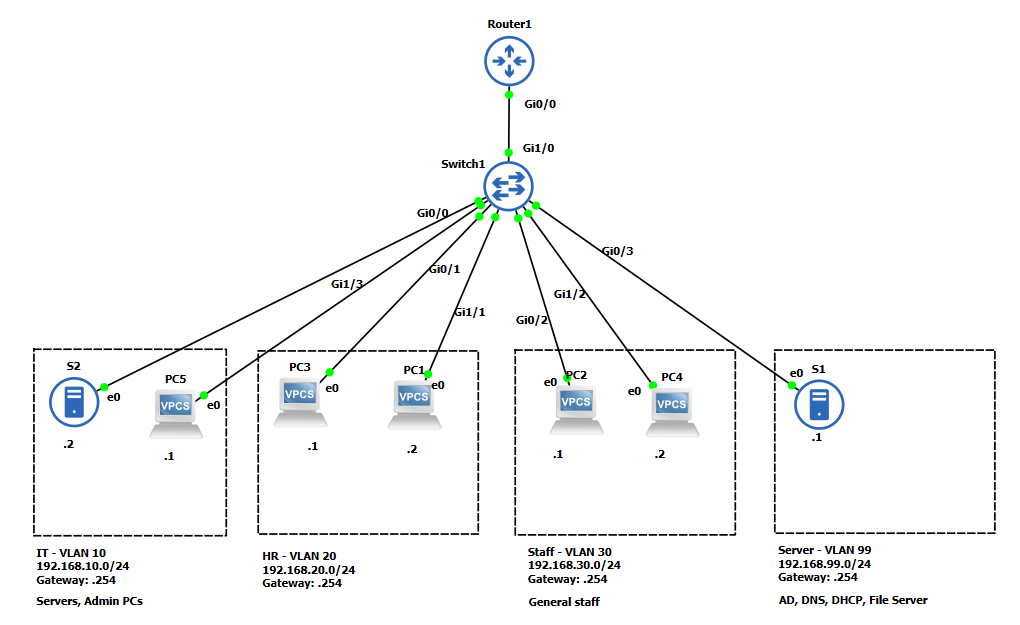 Router1
Gi0/0
Gi1/0
Switch1
Gi0/0
Gi0/3
Gi0/1
Gi1/3
Gi1/2
Gi1/1
Gi0/2
S2
PC5
PC3
PC1
PC2
PC4
S1
e0
e0
e0
e0
e0
e0
e0
VPCS
VPCS
VPCS
VPCS
VPCS
.2
.1
.1
.2
.1
.2
.1
IT - VLAN 10
192.168.10.0/24
Gateway: .254
Servers, Admin PCs
HR - VLAN 20
192.168.20.0/24
Gateway: .254
Staff - VLAN 30
192.168.30.0/24
Gateway: .254
General staff
Server - VLAN 99
192.168.99.0/24
Gateway: .254
AD, DNS, DHCP, File Server